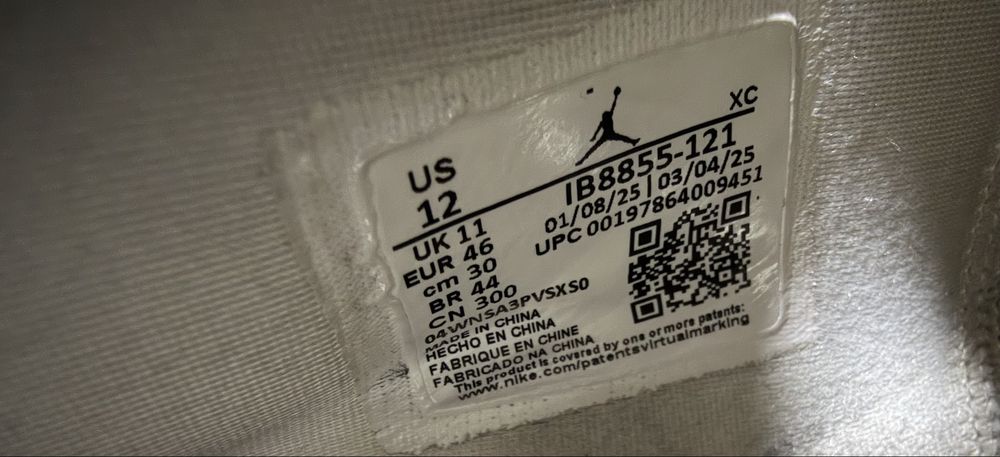 XC
US
12
IB8855-121
01/08/25 | 03/04/25
UPC 00197864009451
UK 11
EUR 46
cm 30
BR 44
CN 300
04WNSA3PVSXS0
MADE IN CHINA
HECHO EN CHINA
FABRIQUE EN CHINE
FABRICADO NA CHINA
This product is covered by one or more patents:
www.nike.com/patentsvirtualmarking